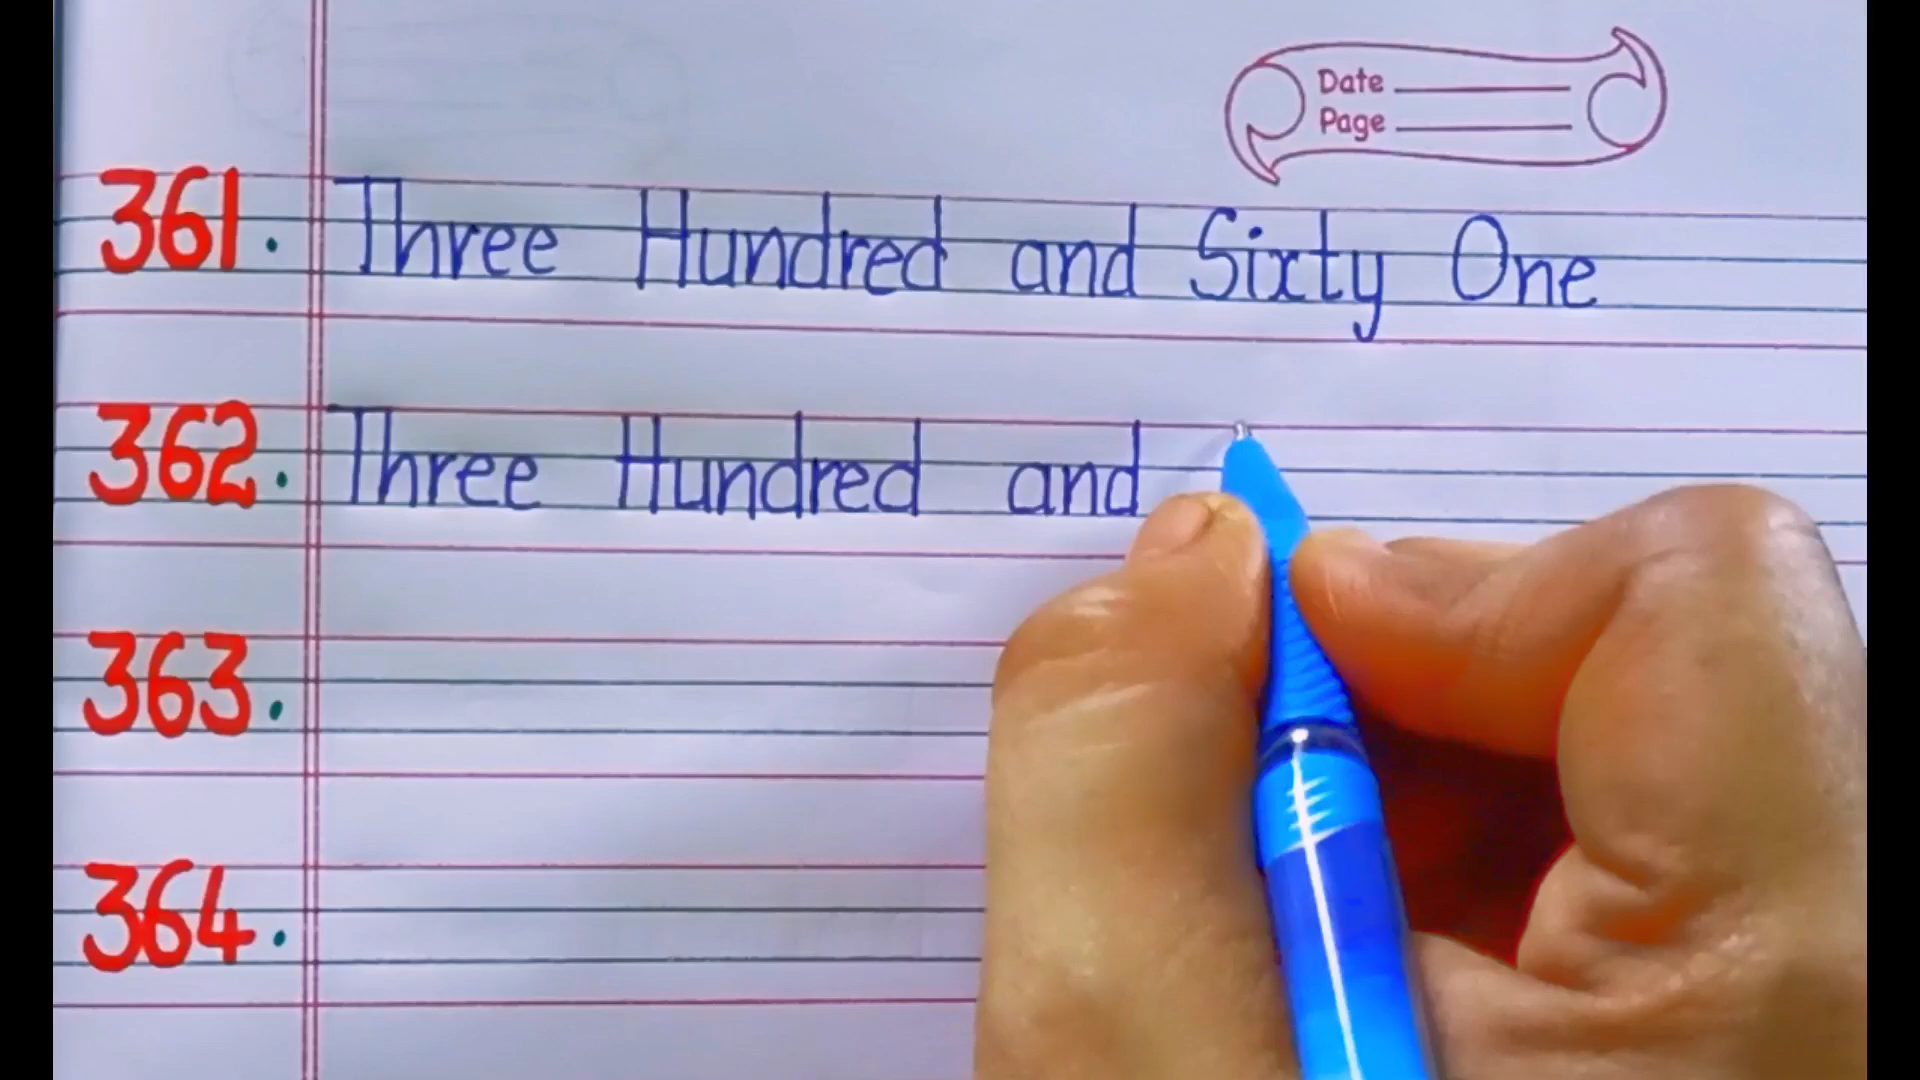 Date
Page
361. Three Hundred and Sixty One
362. Three Hundred and
363.
364.